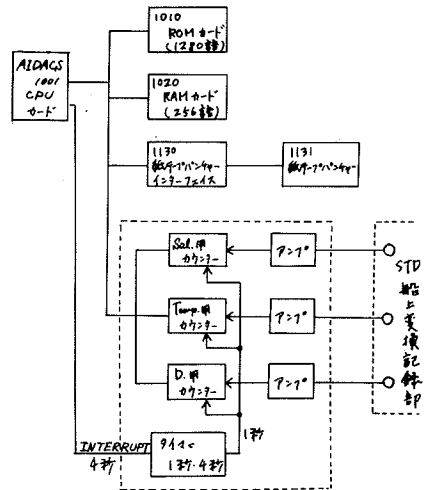 1010
ROMカード
(1280語)
AIDACS
1001
CPU
カード
1020
RAMカード
(256語)
1130
紙テープパンチャー
インターフェイス
1131
紙テープパンチャー
Sal.用
カウンター
アンプ
Temp.用
カウンター
アンプ
D.用
カウンター
アンプ
STD
船上変換記録部
1秒
INTERRUPT
4秒
タイマー
1秒・4秒